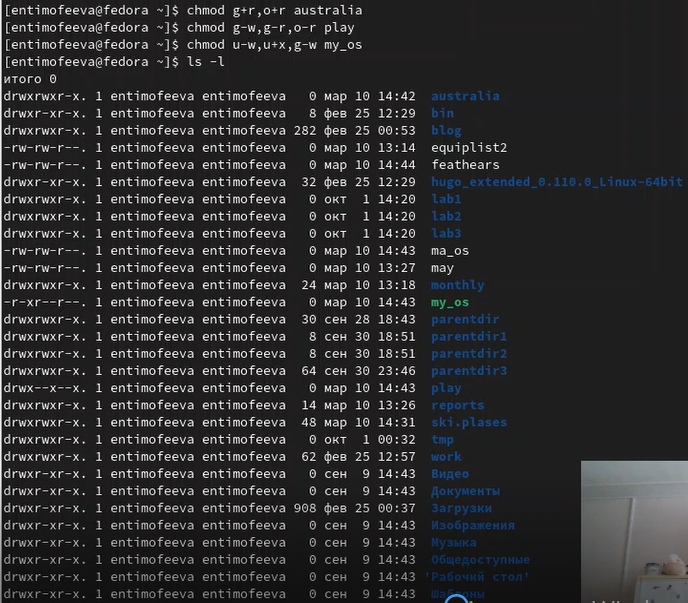 [entimofeeva@fedora ~]$ chmod g+r,o+r australia
[entimofeeva@fedora ~]$ chmod g-w,g-r,o-r play
[entimofeeva@fedora ~]$ chmod u-w,u+x,g-w my_os
[entimofeeva@fedora ~]$ ls -l
итого 0
drwxrwxr-x. 1 entimofeeva entimofeeva   0 мар 10 14:42  australia
drwxr-xr-x. 1 entimofeeva entimofeeva   8 фев 25 12:29  bin
drwxrwxr-x. 1 entimofeeva entimofeeva 282 фев 25 00:53  blog
-rw-rw-r--. 1 entimofeeva entimofeeva   0 мар 10 13:14  equiplist2
-rw-rw-r--. 1 entimofeeva entimofeeva   0 мар 10 14:44  feathears
drwxr-xr-x. 1 entimofeeva entimofeeva  32 фев 25 12:29  hugo_extended_0.110.0_Linux-64bit
drwxrwxr-x. 1 entimofeeva entimofeeva   0 окт  1 14:20  lab1
drwxrwxr-x. 1 entimofeeva entimofeeva   0 окт  1 14:20  lab2
drwxrwxr-x. 1 entimofeeva entimofeeva   0 окт  1 14:20  lab3
-rw-rw-r--. 1 entimofeeva entimofeeva   0 мар 10 14:43  ma_os
-rw-rw-r--. 1 entimofeeva entimofeeva   0 мар 10 13:27  may
drwxrwxr-x. 1 entimofeeva entimofeeva  24 мар 10 13:18  monthly
-r-xr--r--. 1 entimofeeva entimofeeva   0 мар 10 14:43  my_os
drwxrwxr-x. 1 entimofeeva entimofeeva  30 сен 28 18:43  parentdir
drwxrwxr-x. 1 entimofeeva entimofeeva   8 сен 30 18:51  parentdir1
drwxrwxr-x. 1 entimofeeva entimofeeva   8 сен 30 18:51  parentdir2
drwxrwxr-x. 1 entimofeeva entimofeeva  64 сен 30 23:46  parentdir3
drwx--x--x. 1 entimofeeva entimofeeva   0 мар 10 14:43  play
drwxrwxr-x. 1 entimofeeva entimofeeva  14 мар 10 13:26  reports
drwxrwxr-x. 1 entimofeeva entimofeeva  48 мар 10 14:31  ski.plases
drwxrwxr-x. 1 entimofeeva entimofeeva   0 окт  1 00:32  tmp
drwxrwxr-x. 1 entimofeeva entimofeeva  62 фев 25 12:57  work
drwxr-xr-x. 1 entimofeeva entimofeeva   0 сен  9 14:43  Видео
drwxr-xr-x. 1 entimofeeva entimofeeva   0 сен  9 14:43  Документы
drwxr-xr-x. 1 entimofeeva entimofeeva 908 фев 25 00:37  Загрузки
drwxr-xr-x. 1 entimofeeva entimofeeva   0 сен  9 14:43  Изображения
drwxr-xr-x. 1 entimofeeva entimofeeva   0 сен  9 14:43  Музыка
drwxr-xr-x. 1 entimofeeva entimofeeva   0 сен  9 14:43  Общедоступные
drwxr-xr-x. 1 entimofeeva entimofeeva   0 сен  9 14:43 'Рабочий стол'
drwxr-xr-x. 1 entimofeeva entimofeeva   0 сен  9 14:43  Шаблоны